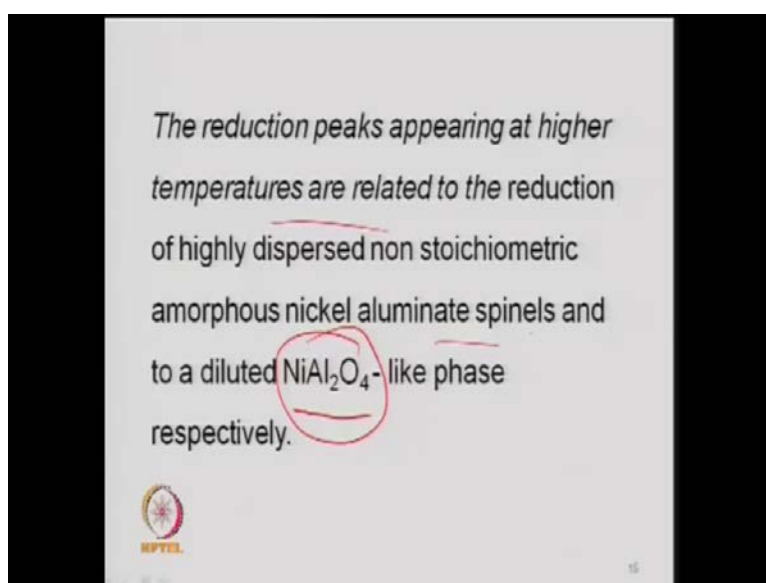 The reduction peaks appearing at higher
temperatures are related to the reduction
of highly dispersed non stoichiometric
amorphous nickel aluminate spinels and
to a diluted NiAl₂O₄- like phase
respectively.
NPTEL
15